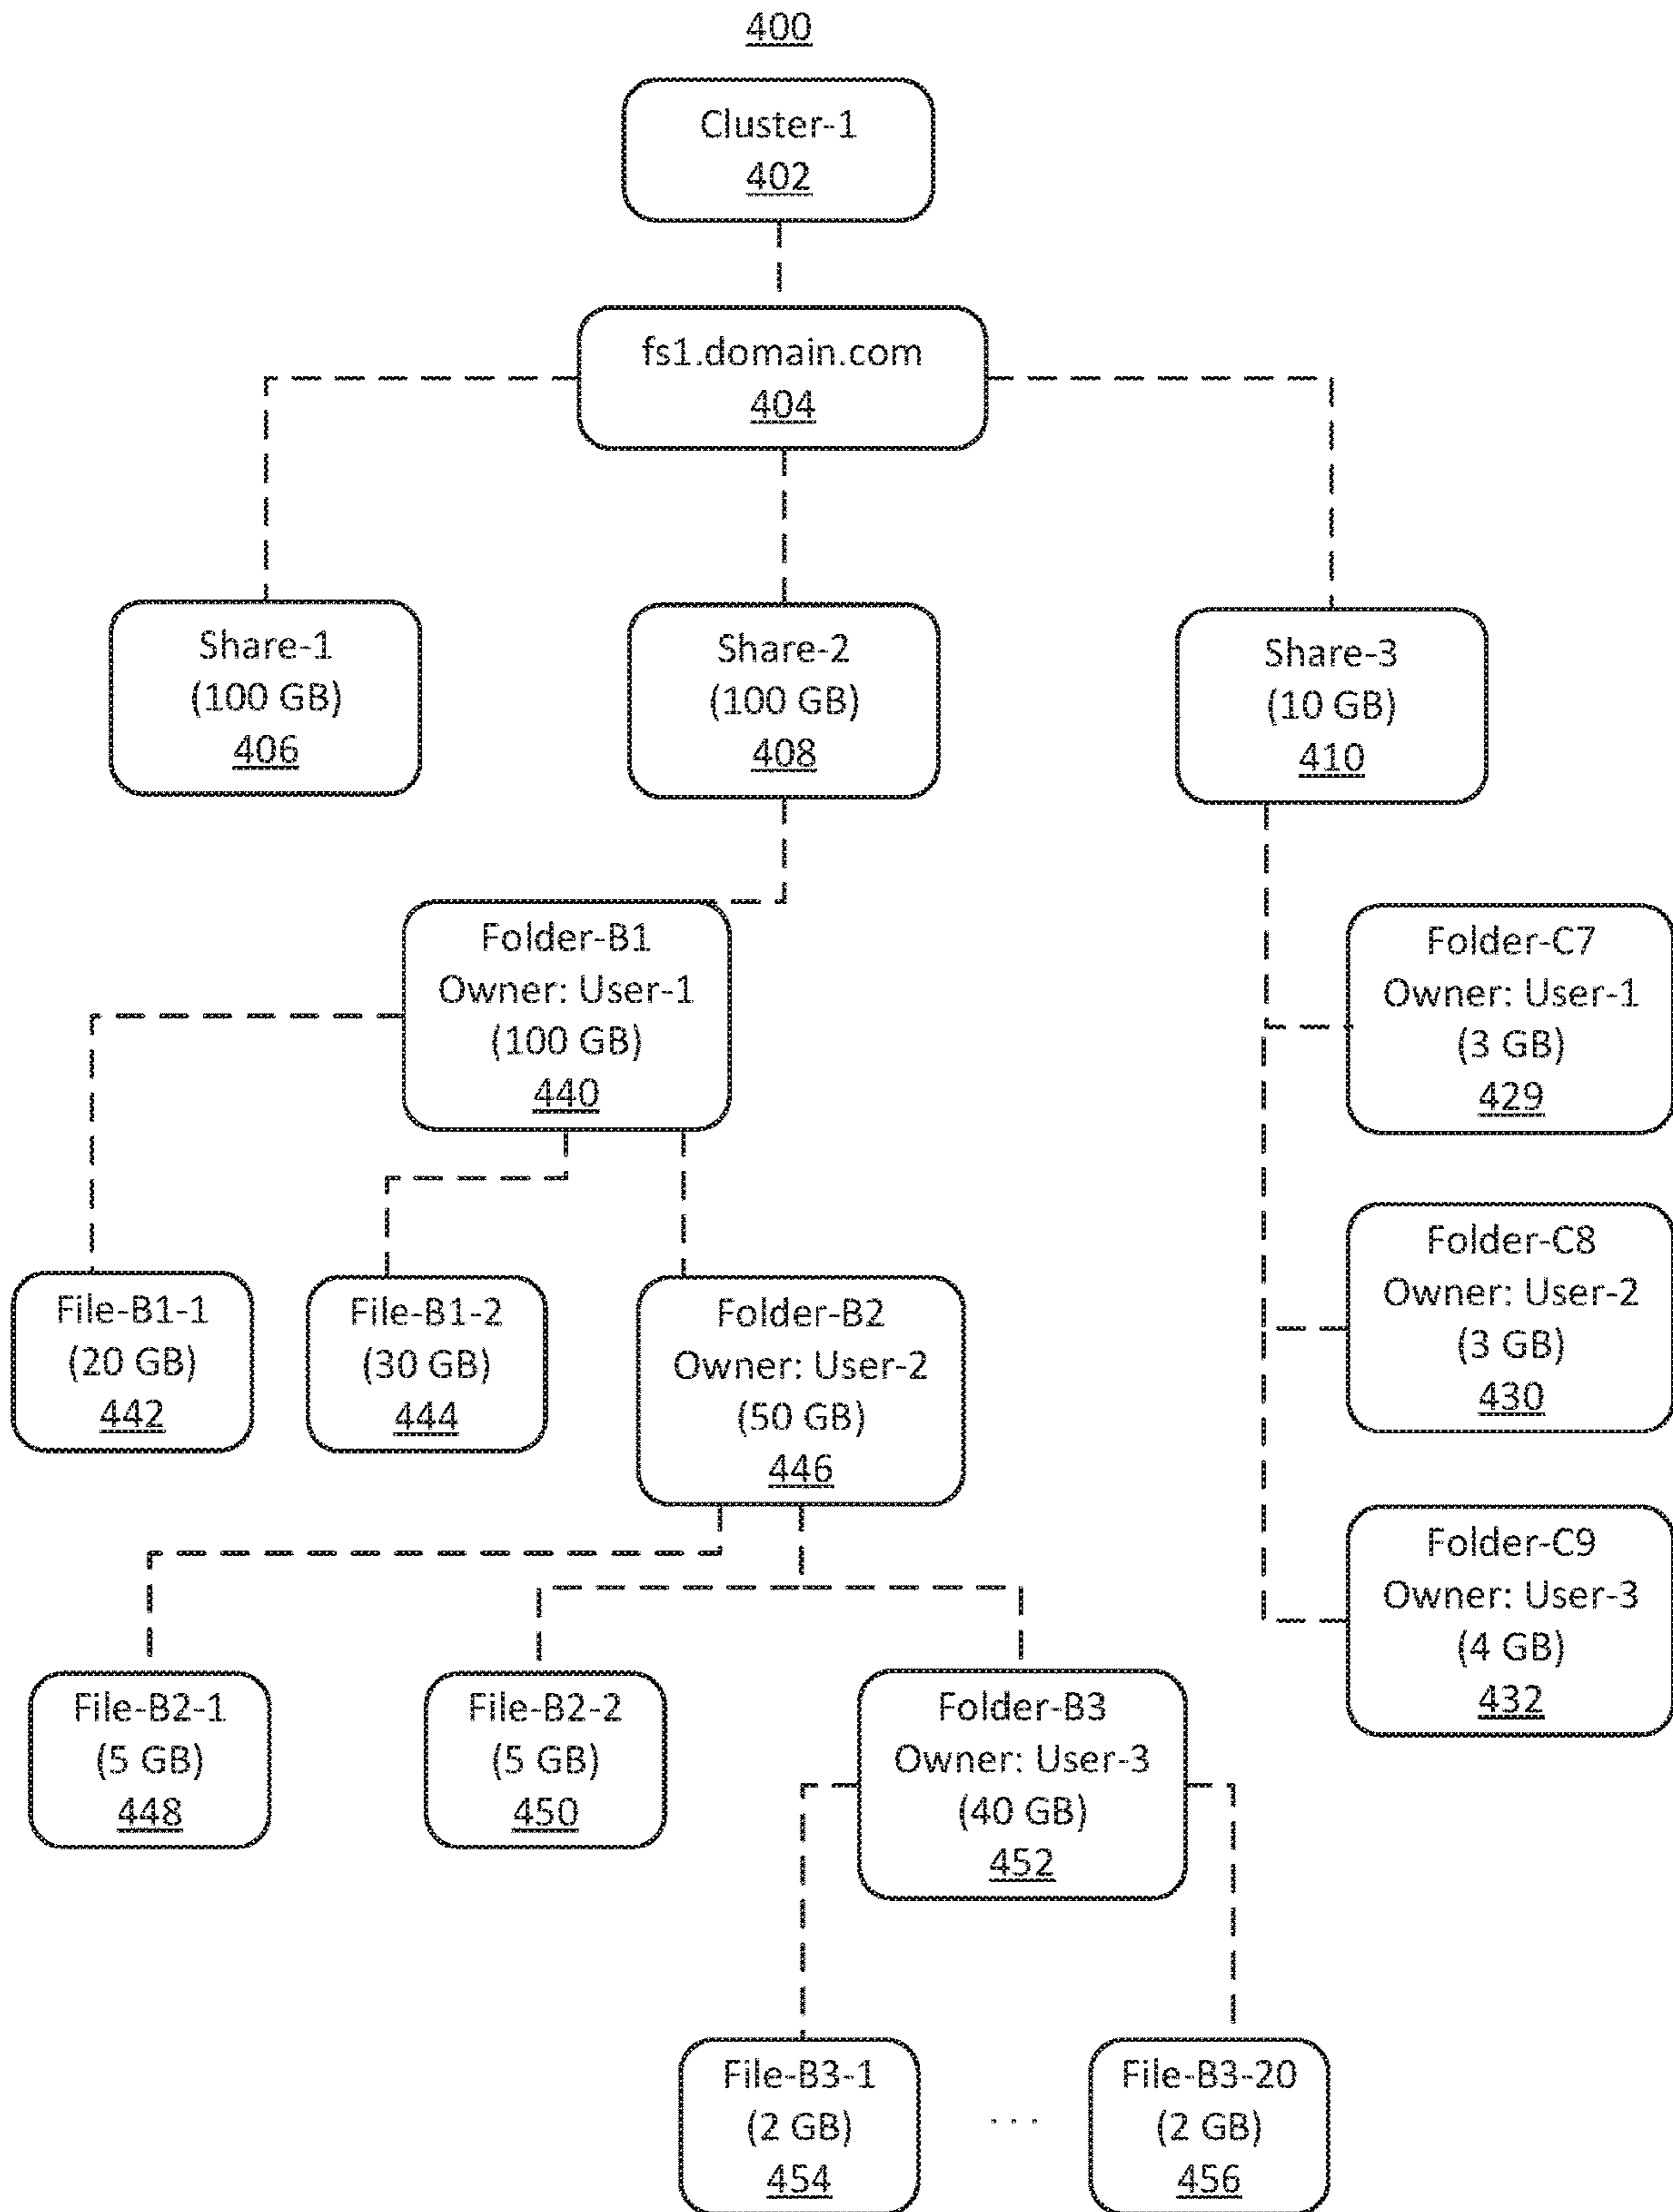 400
Cluster-1
402
fs1.domain.com
404
Share-1
(100 GB)
406
Share-2
(100 GB)
408
Share-3
(10 GB)
410
Folder-B1
Owner: User-1
(100 GB)
440
Folder-C7
Owner: User-1
(3 GB)
429
File-B1-1
(20 GB)
442
File-B1-2
(30 GB)
444
Folder-B2
Owner: User-2
(50 GB)
446
Folder-C8
Owner: User-2
(3 GB)
430
Folder-C9
Owner: User-3
(4 GB)
432
File-B2-1
(5 GB)
448
File-B2-2
(5 GB)
450
Folder-B3
Owner: User-3
(40 GB)
452
File-B3-1
(2 GB)
454
...
File-B3-20
(2 GB)
456